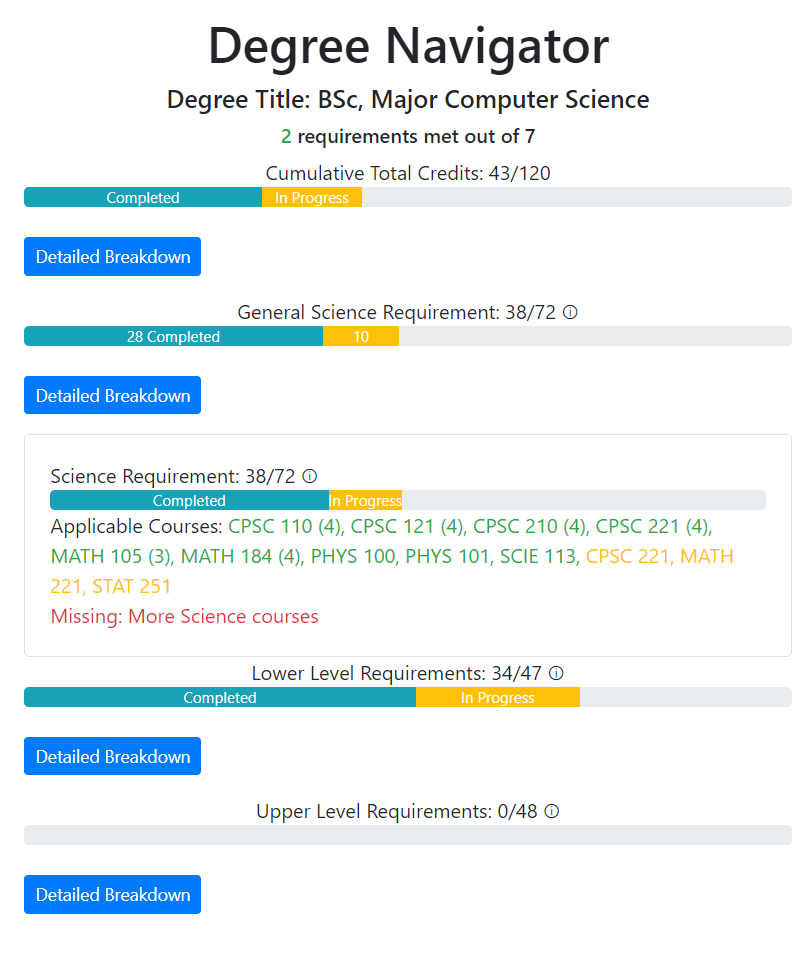 Degree Navigator
Degree Title: BSc, Major Computer Science
2 requirements met out of 7
Cumulative Total Credits: 43/120
Completed In Progress
Detailed Breakdown
General Science Requirement: 38/72 ⓘ
28 Completed 10
Detailed Breakdown
Science Requirement: 38/72 ⓘ
Completed In Progress
Applicable Courses: CPSC 110 (4), CPSC 121 (4), CPSC 210 (4), CPSC 221 (4),
MATH 105 (3), MATH 184 (4), PHYS 100, PHYS 101, SCIE 113, CPSC 221, MATH
221, STAT 251
Missing: More Science courses
Lower Level Requirements: 34/47 ⓘ
Completed In Progress
Detailed Breakdown
Upper Level Requirements: 0/48 ⓘ
Detailed Breakdown